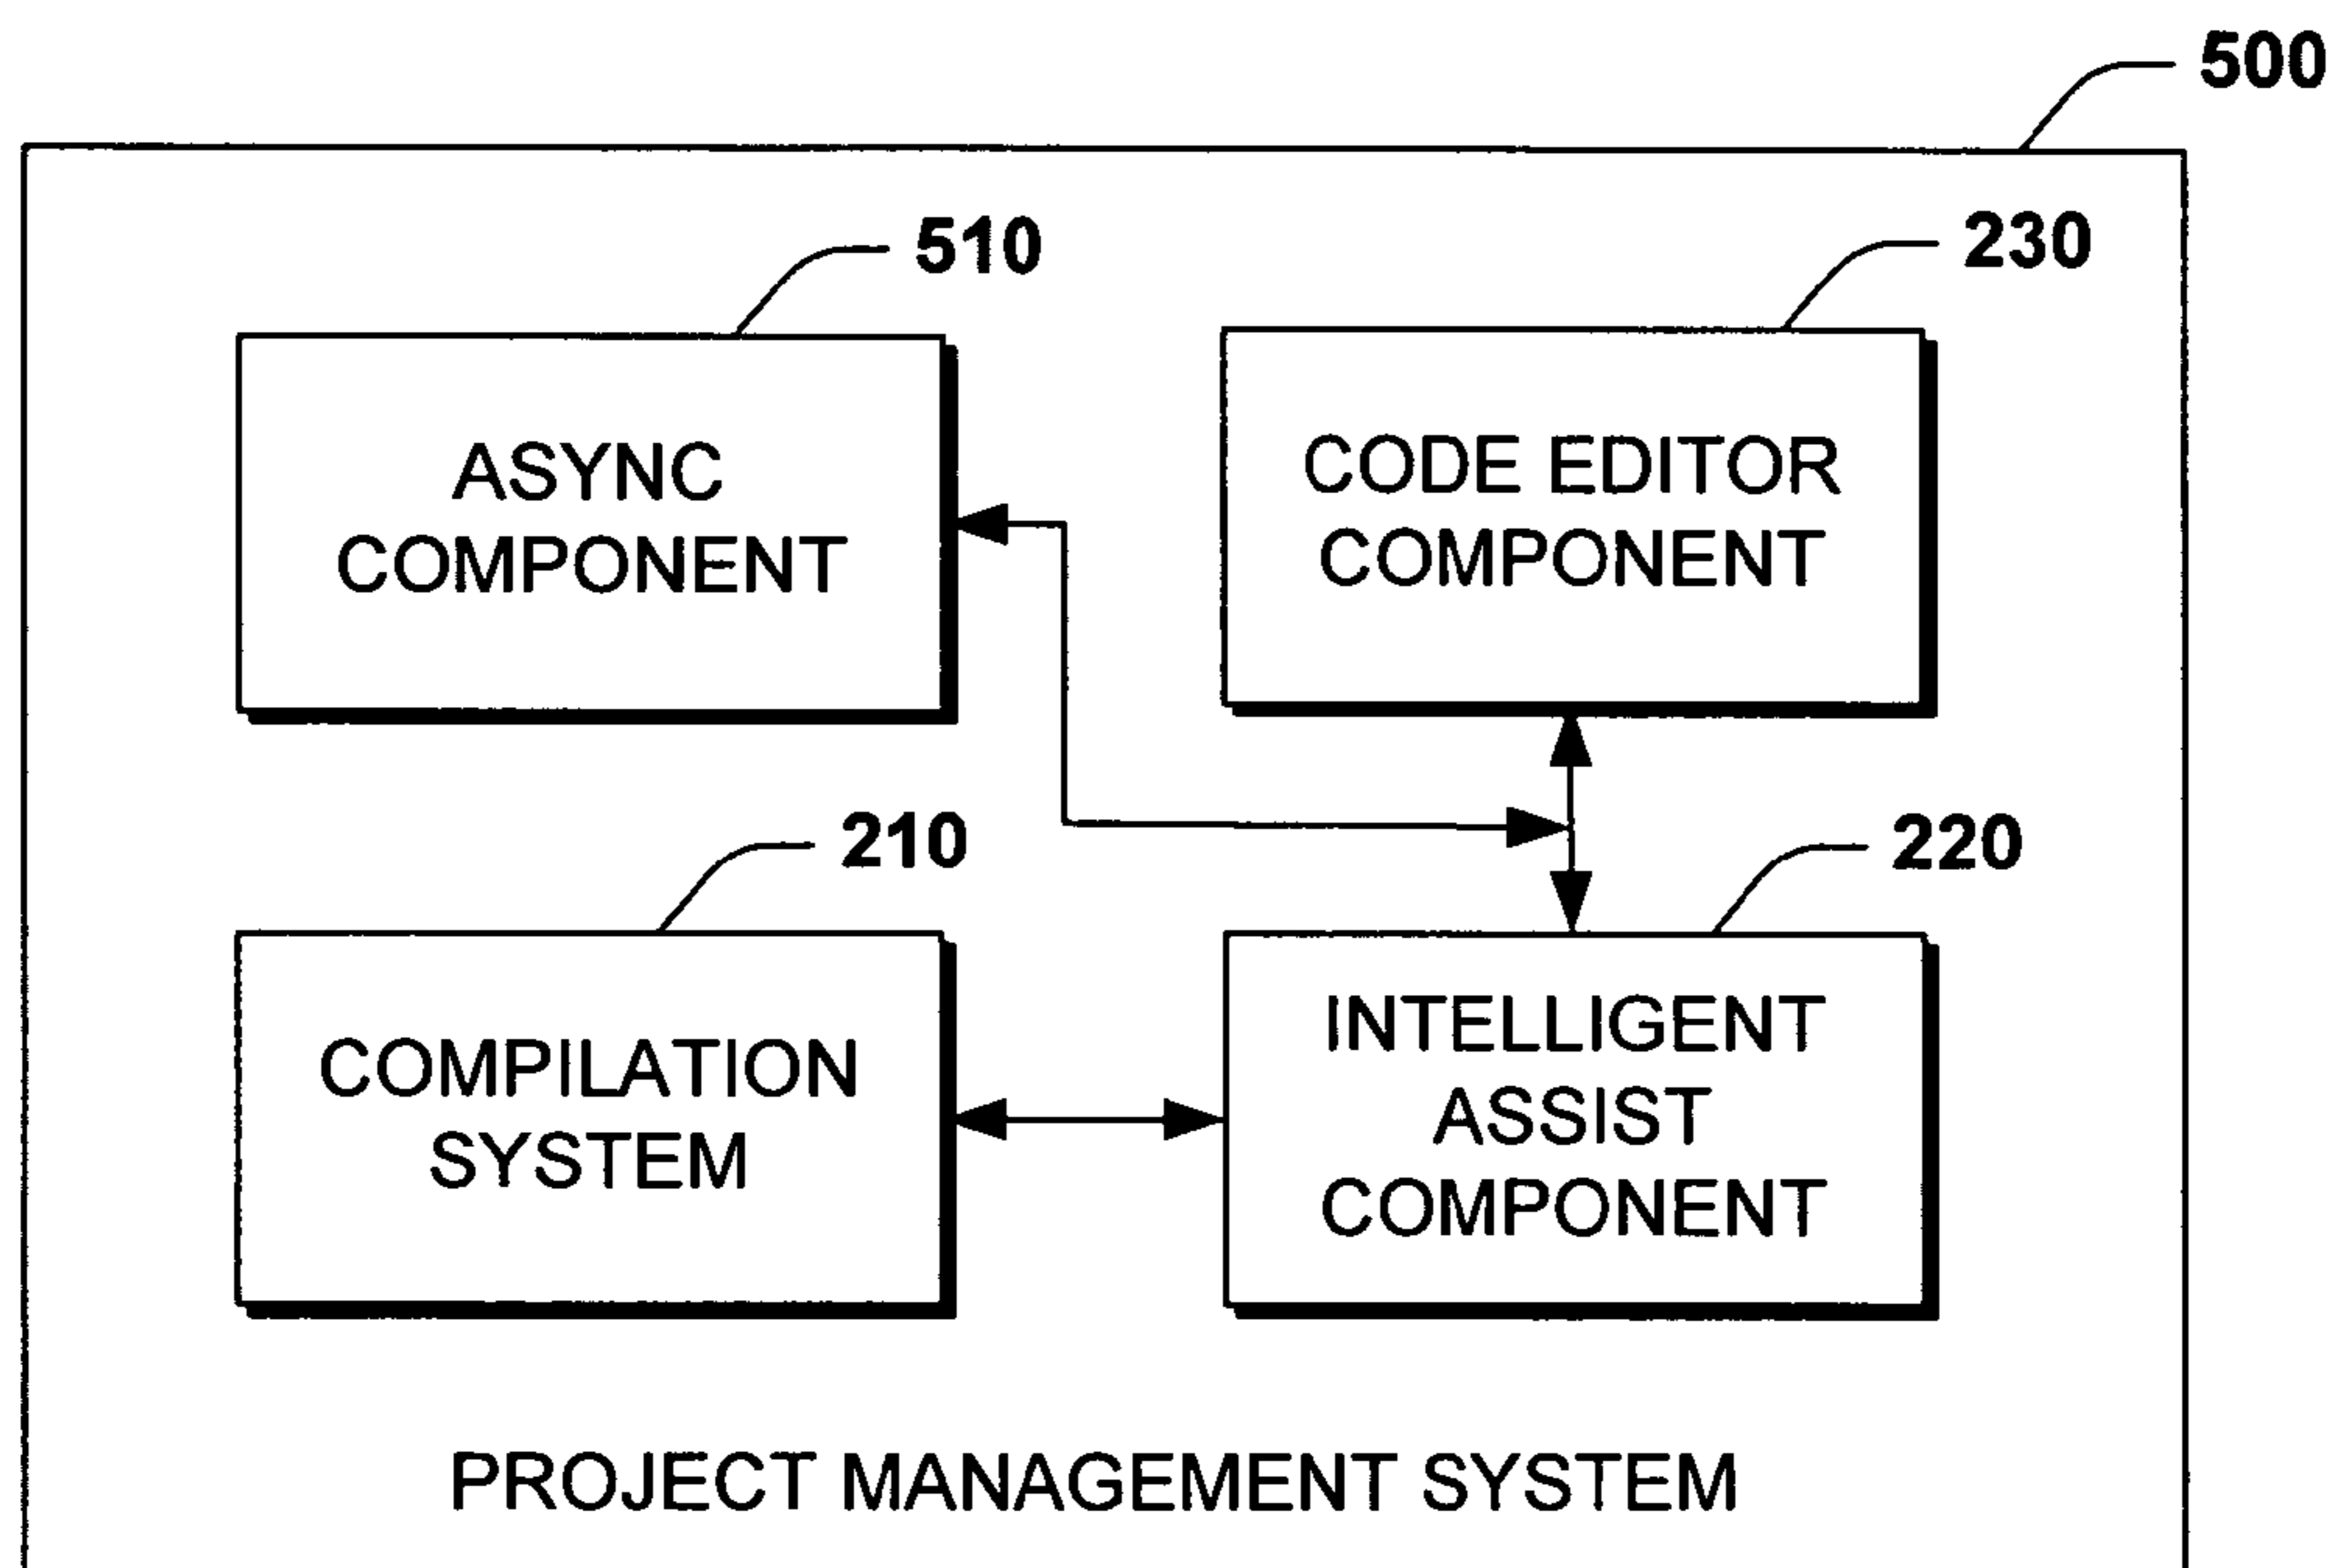 500
510
230
ASYNC
COMPONENT
CODE EDITOR
COMPONENT
210
220
COMPILATION
SYSTEM
INTELLIGENT
ASSIST
COMPONENT
PROJECT MANAGEMENT SYSTEM